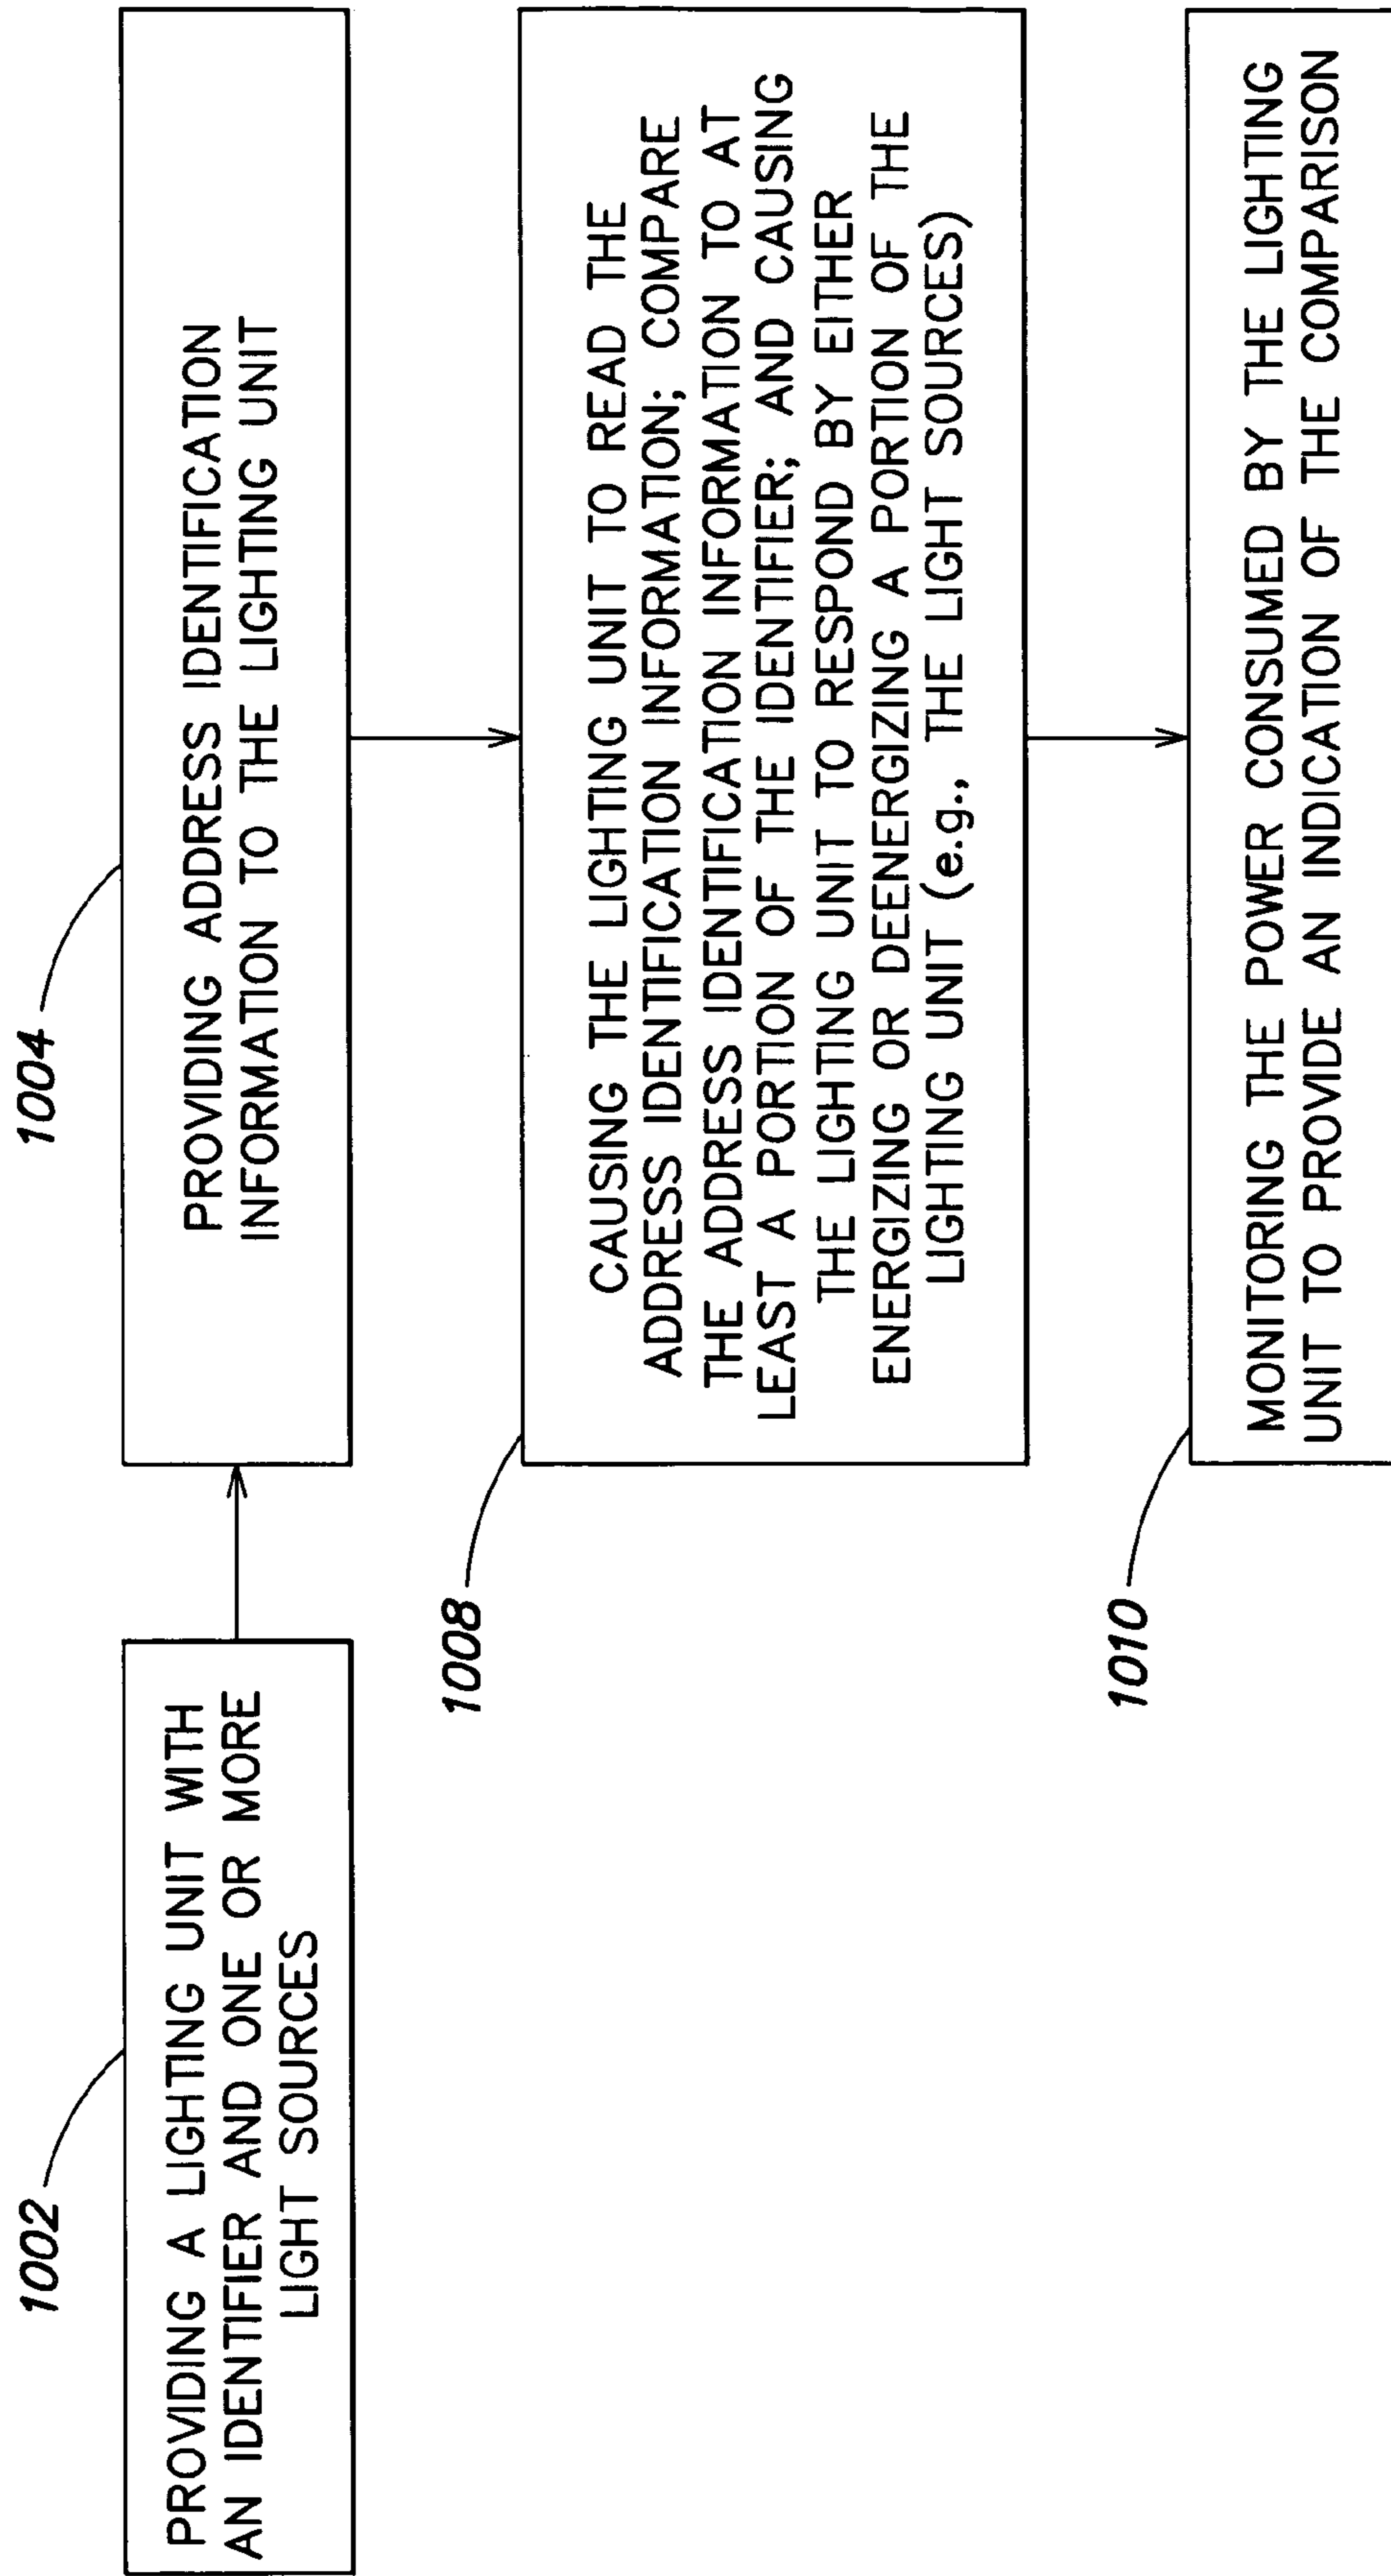 1002
PROVIDING A LIGHTING UNIT WITH
AN IDENTIFIER AND ONE OR MORE
LIGHT SOURCES
1004
PROVIDING ADDRESS IDENTIFICATION
INFORMATION TO THE LIGHTING UNIT
1008
CAUSING THE LIGHTING UNIT TO READ THE
ADDRESS IDENTIFICATION INFORMATION; COMPARE
THE ADDRESS IDENTIFICATION INFORMATION TO AT
LEAST A PORTION OF THE IDENTIFIER; AND CAUSING
THE LIGHTING UNIT TO RESPOND BY EITHER
ENERGIZING OR DEENERGIZING A PORTION OF THE
LIGHTING UNIT (e.g., THE LIGHT SOURCES)
1010
MONITORING THE POWER CONSUMED BY THE LIGHTING
UNIT TO PROVIDE AN INDICATION OF THE COMPARISON